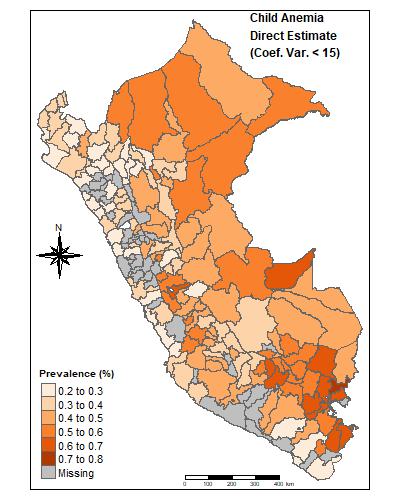 Child Anemia
Direct Estimate
(Coef. Var. < 15)
N
Prevalence (%)
0.2 to 0.3
0.3 to 0.4
0.4 to 0.5
0.5 to 0.6
0.6 to 0.7
0.7 to 0.8
Missing
0 100 200 300 400 km